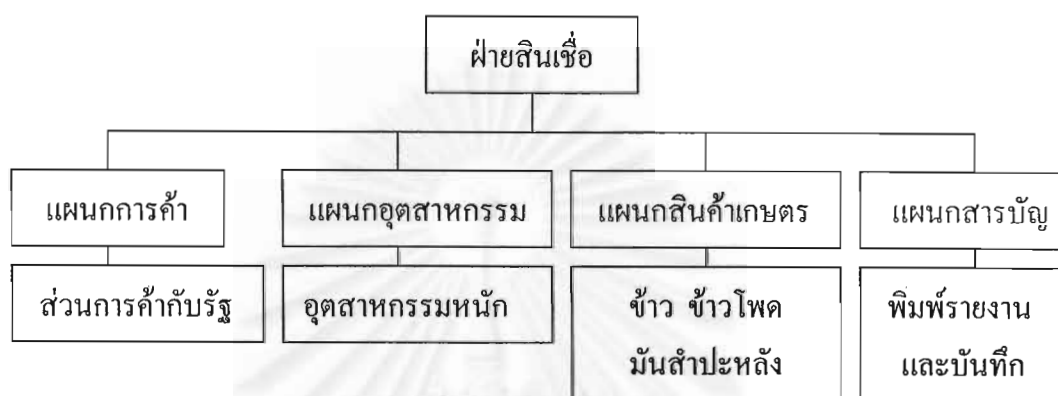 ฝ่ายสินเชื่อ
แผนกการค้า
แผนกอุตสาหกรรม
แผนกสินค้าเกษตร
แผนกสารบัญ
ส่วนการค้ากับรัฐ
อุตสาหกรรมหนัก
ข้าว ข้าวโพด
มันสำปะหลัง
พิมพ์รายงาน
และบันทึก